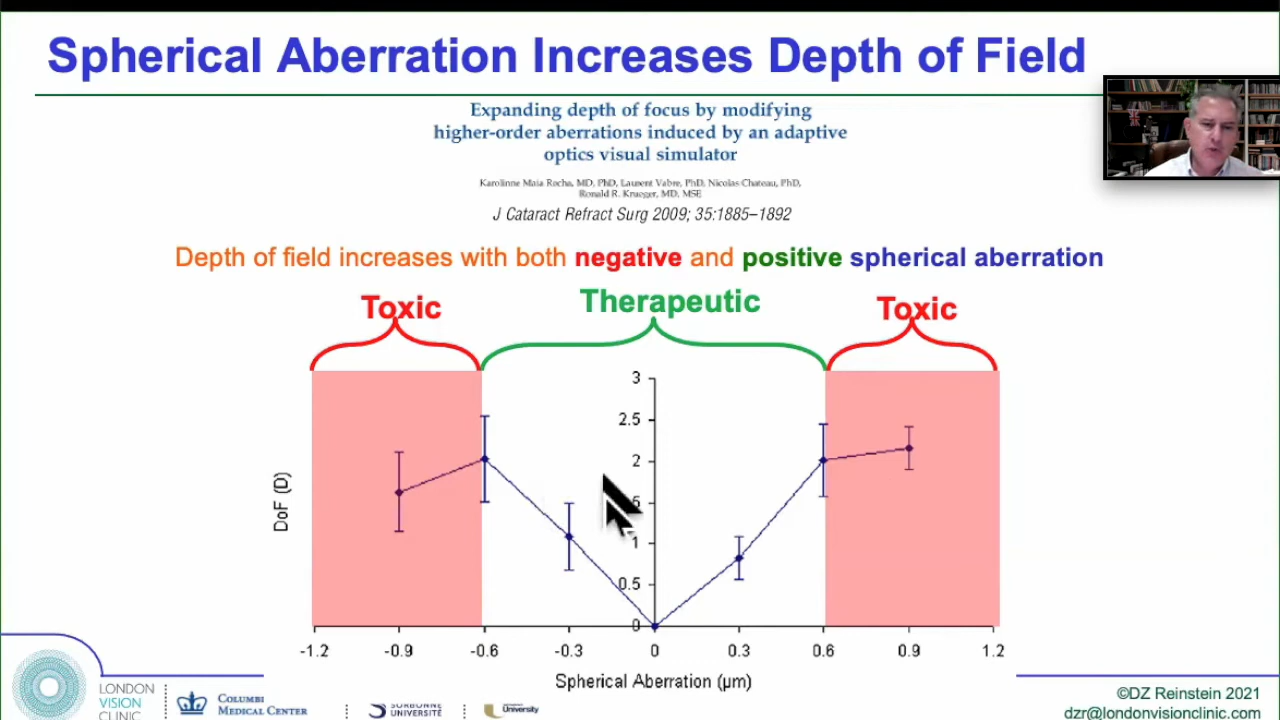 Spherical Aberration Increases Depth of Field
Expanding depth of focus by modifying
higher-order aberrations induced by an adaptive
optics visual simulator
Karolinne Maia Rocha, MD, PhD, Laurent Vabre, PhD, Nicolas Chateau, PhD,
Ronald R. Krueger, MD, MSE
J Cataract Refract Surg 2009; 35:1885–1892
Depth of field increases with both negative and positive spherical aberration
Toxic
Therapeutic
Toxic
3
2.5
2
5
1
0.5
0
DoF (D)
-1.2 -0.9 -0.6 -0.3 0 0.3 0.6 0.9 1.2
Spherical Aberration (µm)
LONDON
VISION
CLINIC
COLUMBI
MEDICAL CENTER
SORBONNE
UNIVERSITÉ
University
©DZ Reinstein 2021
dzr@londonvisionclinic.com